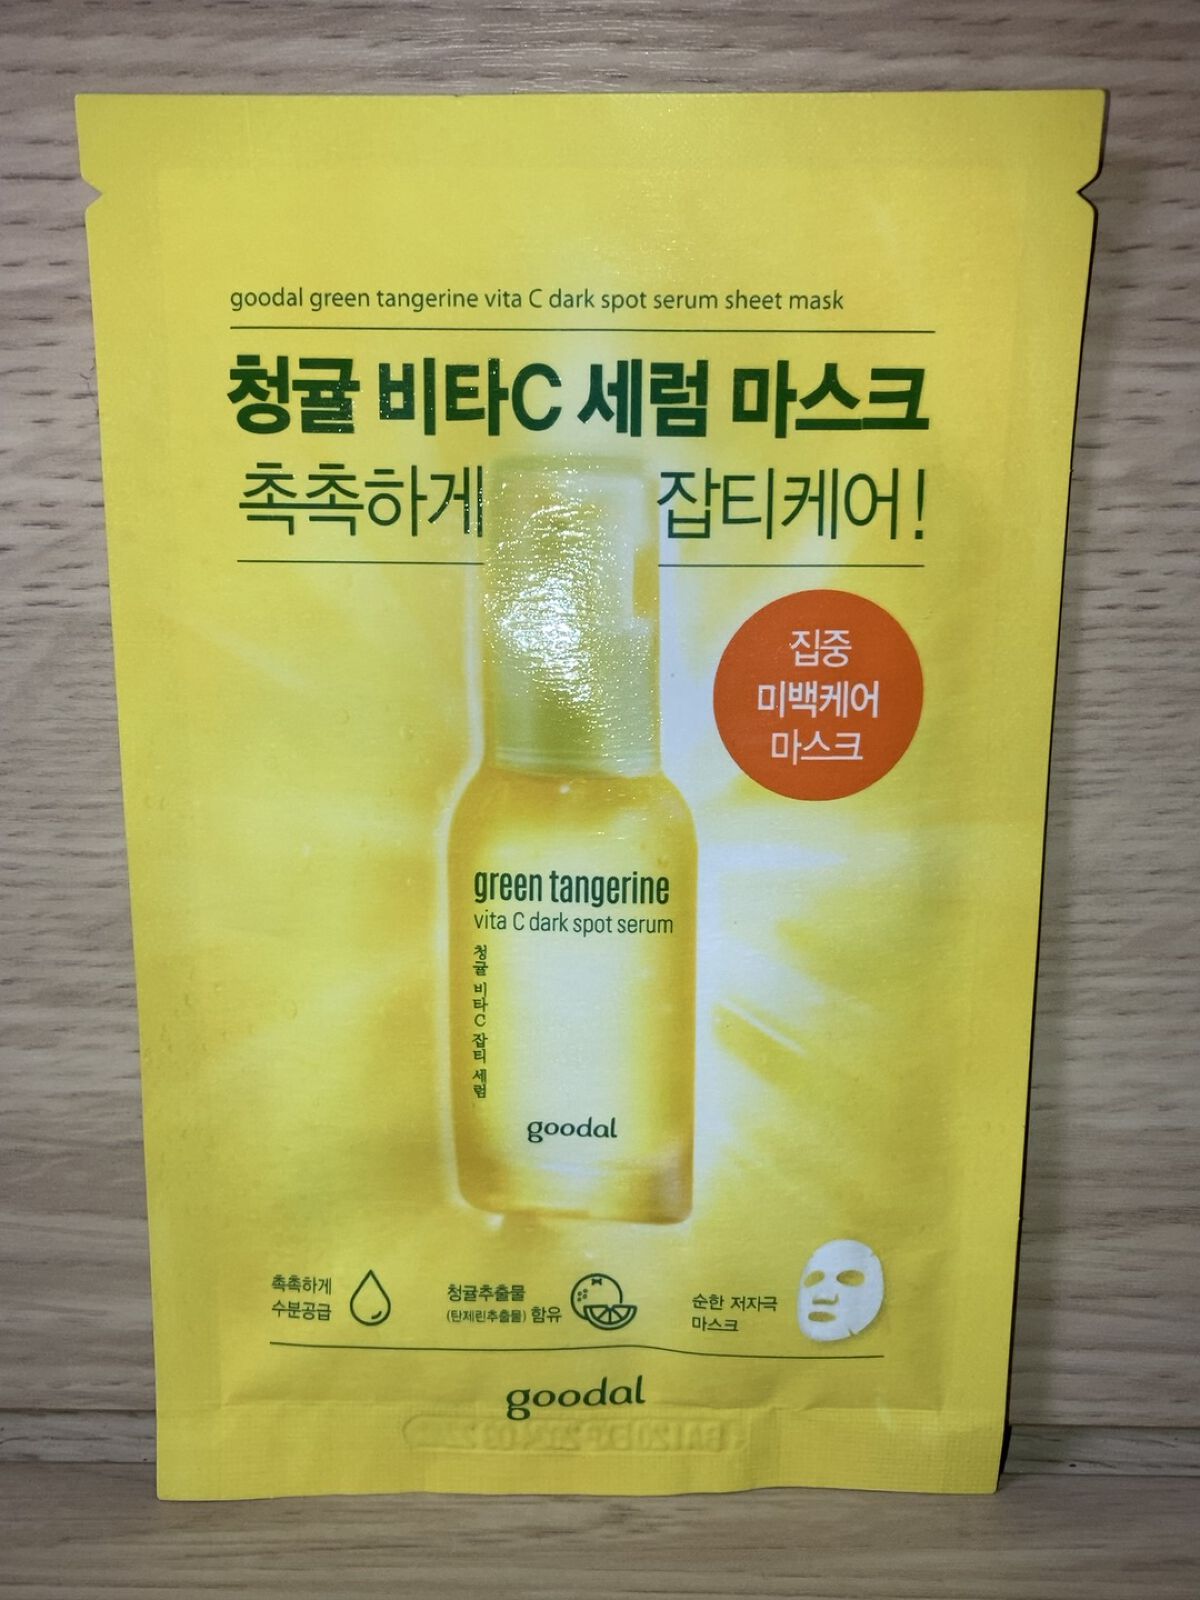 goodal green tangerine vita C dark spot serum sheet mask
청귤 비타C 세럼 마스크
촉촉하게 잡티케어!
집중
미백케어
마스크
green tangerine
vita C dark spot serum
청귤 비타C 잡티 세럼
goodal
촉촉하게
수분공급
청귤추출물
(탄제린추출물) 함유
순한 저자극
마스크
goodal